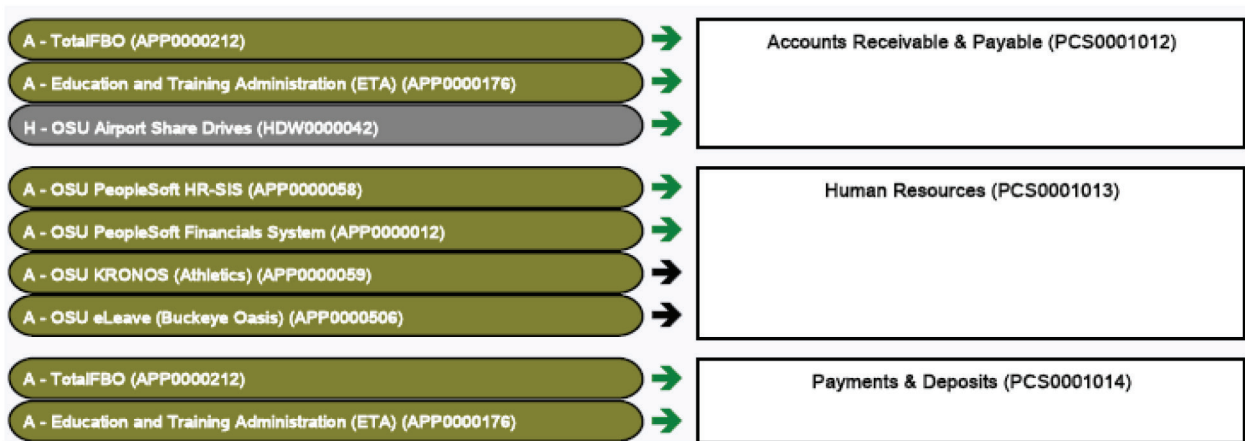 A - TotalFBO (APP0000212)
Accounts Receivable & Payable (PCS0001012)
A - Education and Training Administration (ETA) (APP0000176)
H - OSU Airport Share Drives (HDW0000042)
A - OSU PeopleSoft HR-SIS (APP0000058)
Human Resources (PCS0001013)
A - OSU PeopleSoft Financials System (APP0000012)
A - OSU KRONOS (Athletics) (APP0000059)
A - OSU eLeave (Buckeye Oasis) (APP0000506)
A - TotalFBO (APP0000212)
Payments & Deposits (PCS0001014)
A - Education and Training Administration (ETA) (APP0000176)